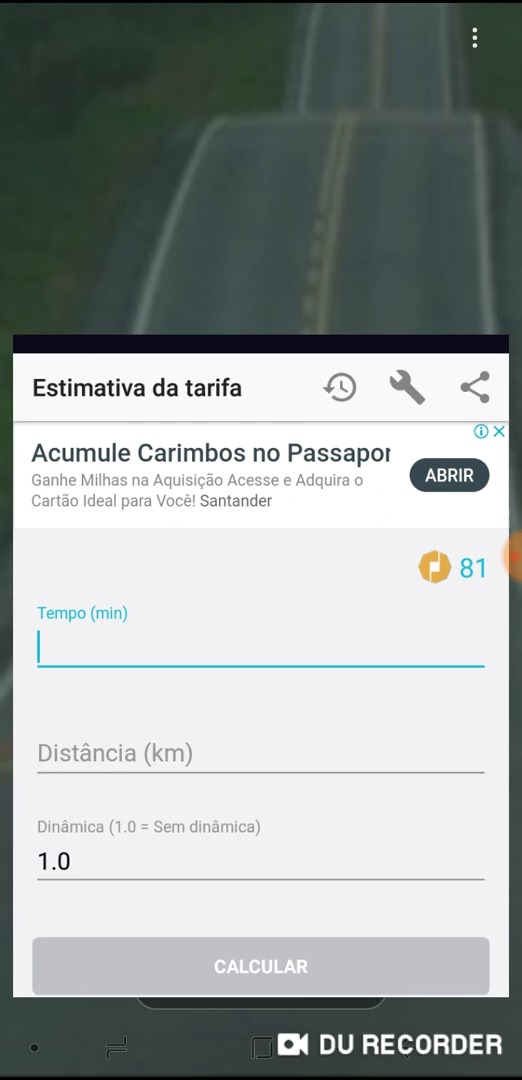 Estimativa da tarifa
Acumule Carimbos no Passapor
Ganhe Milhas na Aquisição Acesse e Adquira o
Cartão Ideal para Você! Santander
ABRIR
81
Tempo (min)
Distância (km)
Dinâmica (1.0 = Sem dinâmica)
1.0
CALCULAR
DU RECORDER